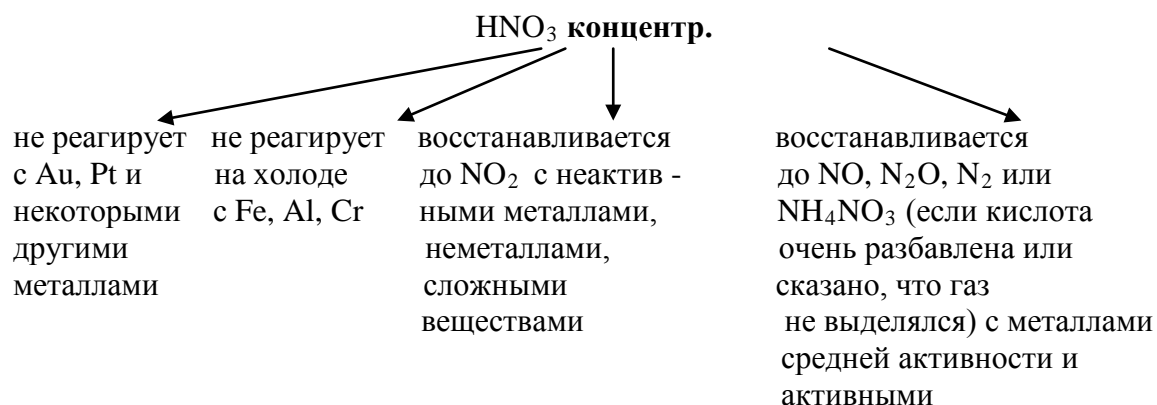 HNO₃ концентр.
не реагирует
с Au, Pt и
некоторыми
другими
металлами
не реагирует
на холоде
с Fe, Al, Cr
восстанавливается
до NO₂ с неактив -
ными металлами,
неметаллами,
сложными
веществами
восстанавливается
до NO, N₂O, N₂ или
NH₄NO₃ (если кислота
очень разбавлена или
сказано, что газ
не выделялся) с металлами
средней активности и
активными